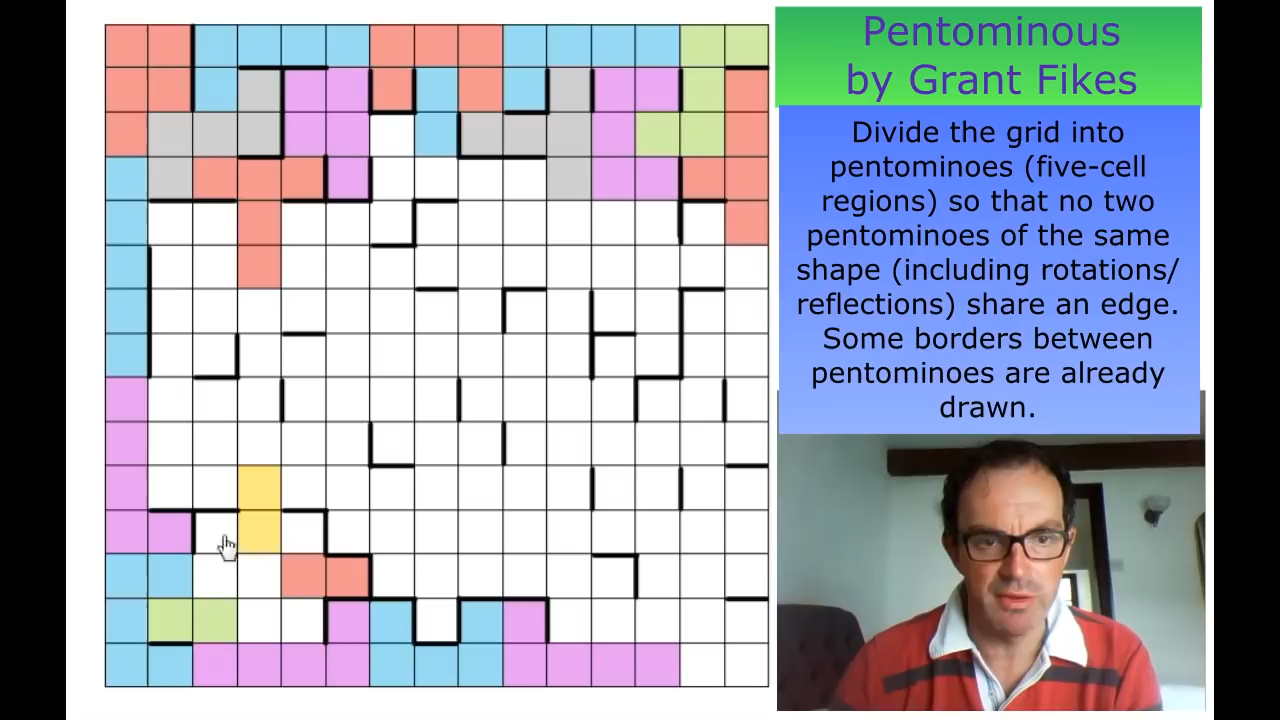 Pentominous
by Grant Fikes
Divide the grid into
pentominoes (five-cell
regions) so that no two
pentominoes of the same
shape (including rotations/
reflections) share an edge.
Some borders between
pentominoes are already
drawn.